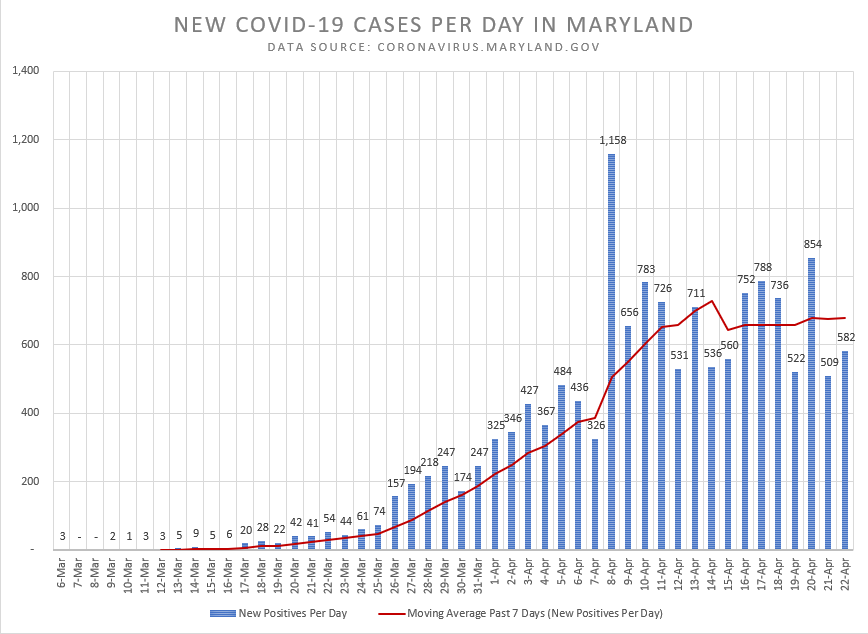 NEW COVID-19 CASES PER DAY IN MARYLAND
DATA SOURCE: CORONAVIRUS.MARYLAND.GOV
1,400
1,200
1,000
800
600
400
200
-
3 - - 2 1 3 3 5 9 5 6 20 28 22 42 41 54 44 61 74 157 194 218 247 174 247 325 346 427 367 484 436 326 1,158 656 783 726 531 711 536 560 752 788 736 522 854 509 582
6-Mar 7-Mar 8-Mar 9-Mar 10-Mar 11-Mar 12-Mar 13-Mar 14-Mar 15-Mar 16-Mar 17-Mar 18-Mar 19-Mar 20-Mar 21-Mar 22-Mar 23-Mar 24-Mar 25-Mar 26-Mar 27-Mar 28-Mar 29-Mar 30-Mar 31-Mar 1-Apr 2-Apr 3-Apr 4-Apr 5-Apr 6-Apr 7-Apr 8-Apr 9-Apr 10-Apr 11-Apr 12-Apr 13-Apr 14-Apr 15-Apr 16-Apr 17-Apr 18-Apr 19-Apr 20-Apr 21-Apr 22-Apr
New Positives Per Day
Moving Average Past 7 Days (New Positives Per Day)